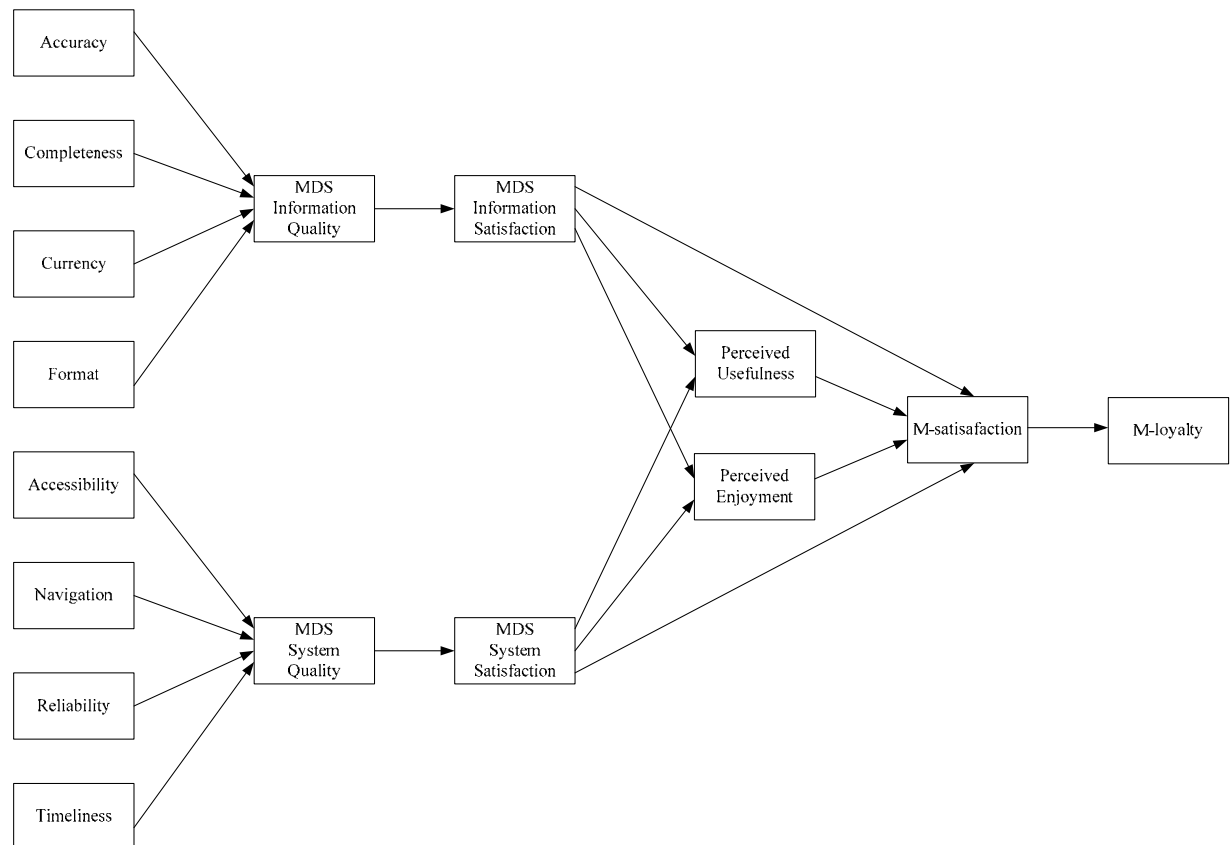 Accuracy
Completeness
Currency
Format
Accessibility
Navigation
Reliability
Timeliness
MDS
Information
Quality
MDS
System
Quality
MDS
Information
Satisfaction
MDS
System
Satisfaction
Perceived
Usefulness
Perceived
Enjoyment
M-satisafaction
M-loyalty